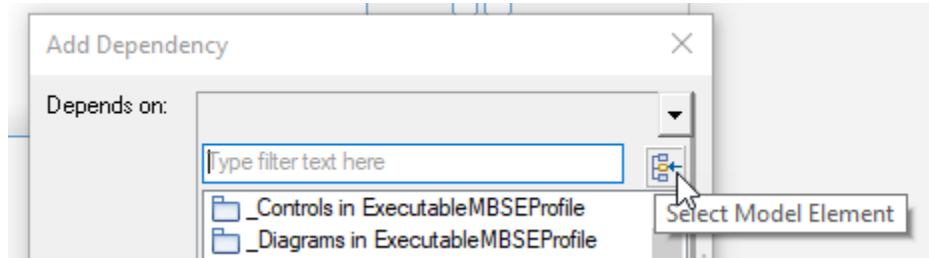 Add Dependency
Depends on:
Type filter text here
_Controls in ExecutableMBSEProfile
Select Model Element
_Diagrams in ExecutableMBSEProfile